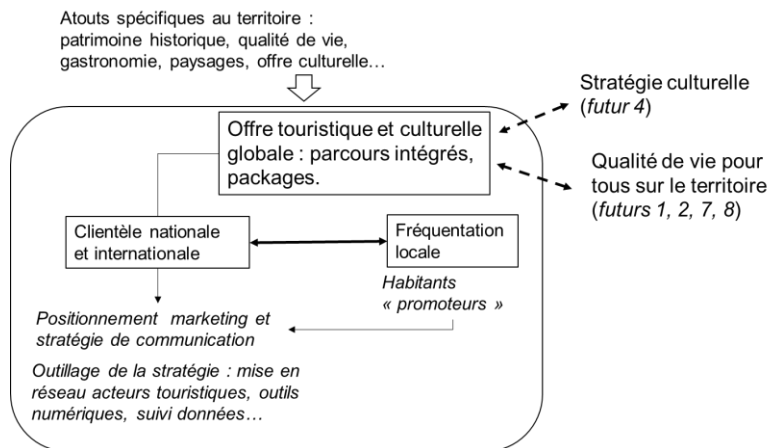 Atouts spécifiques au territoire :
patrimoine historique, qualité de vie,
gastronomie, paysages, offre culturelle…
Stratégie culturelle
(futur 4)
Offre touristique et culturelle
globale : parcours intégrés,
packages.
Qualité de vie pour
tous sur le territoire
(futurs 1, 2, 7, 8)
Clientèle nationale
et internationale
Fréquentation
locale
Habitants
« promoteurs »
Positionnement marketing et
stratégie de communication
Outillage de la stratégie : mise en
réseau acteurs touristiques, outils
numériques, suivi données…